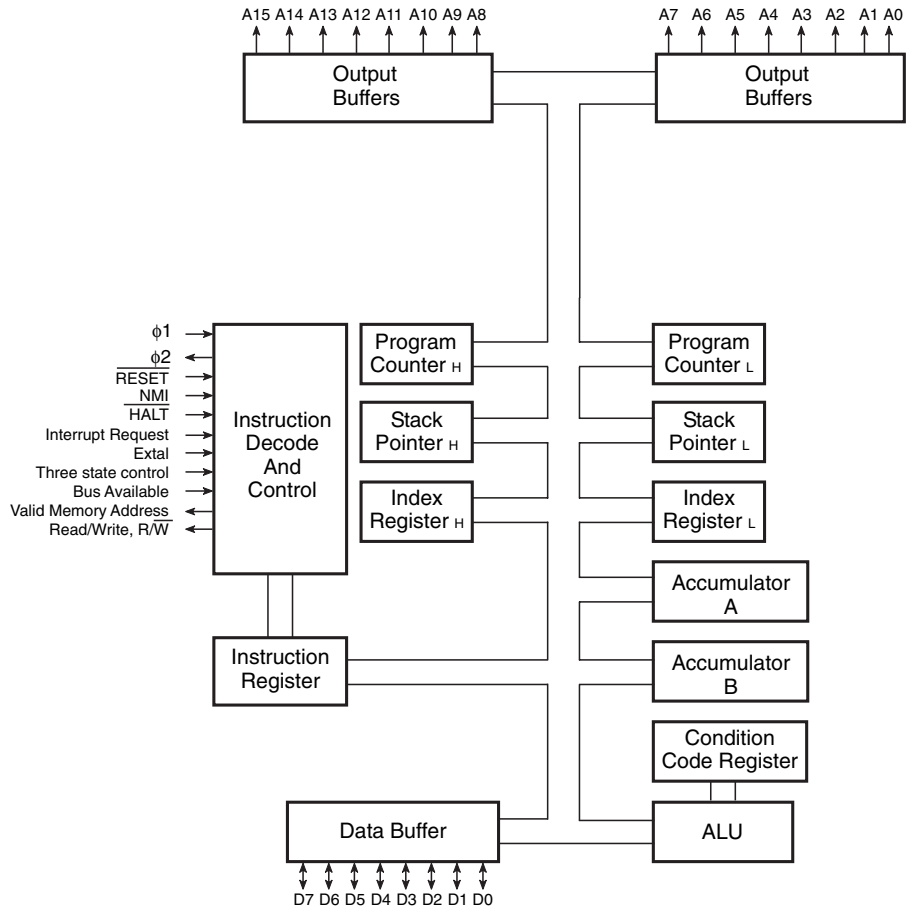 A15 A14 A13 A12 A11 A10 A9 A8
A7 A6 A5 A4 A3 A2 A1 A0
Output
Buffers
Output
Buffers
ϕ1
ϕ2
RESET
NMI
HALT
Interrupt Request
Extal
Three state control
Bus Available
Valid Memory Address
Read/Write, R/W
Instruction
Decode
And
Control
Program
Counter H
Program
Counter L
Stack
Pointer H
Stack
Pointer L
Index
Register H
Index
Register L
Accumulator
A
Instruction
Register
Accumulator
B
Condition
Code Register
Data Buffer
ALU
D7 D6 D5 D4 D3 D2 D1 D0